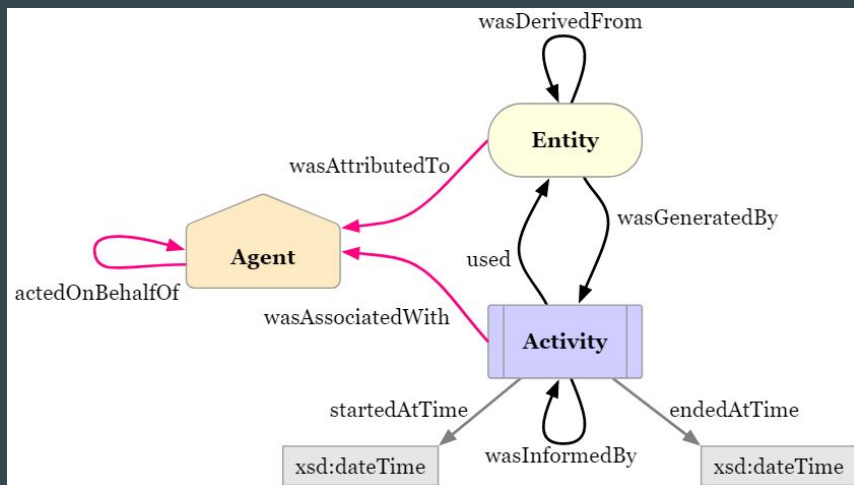 wasDerivedFrom
Entity
wasAttributedTo
wasGeneratedBy
Agent
used
actedOnBehalfOf
wasAssociatedWith
Activity
startedAtTime
endedAtTime
wasInformedBy
xsd:dateTime
xsd:dateTime